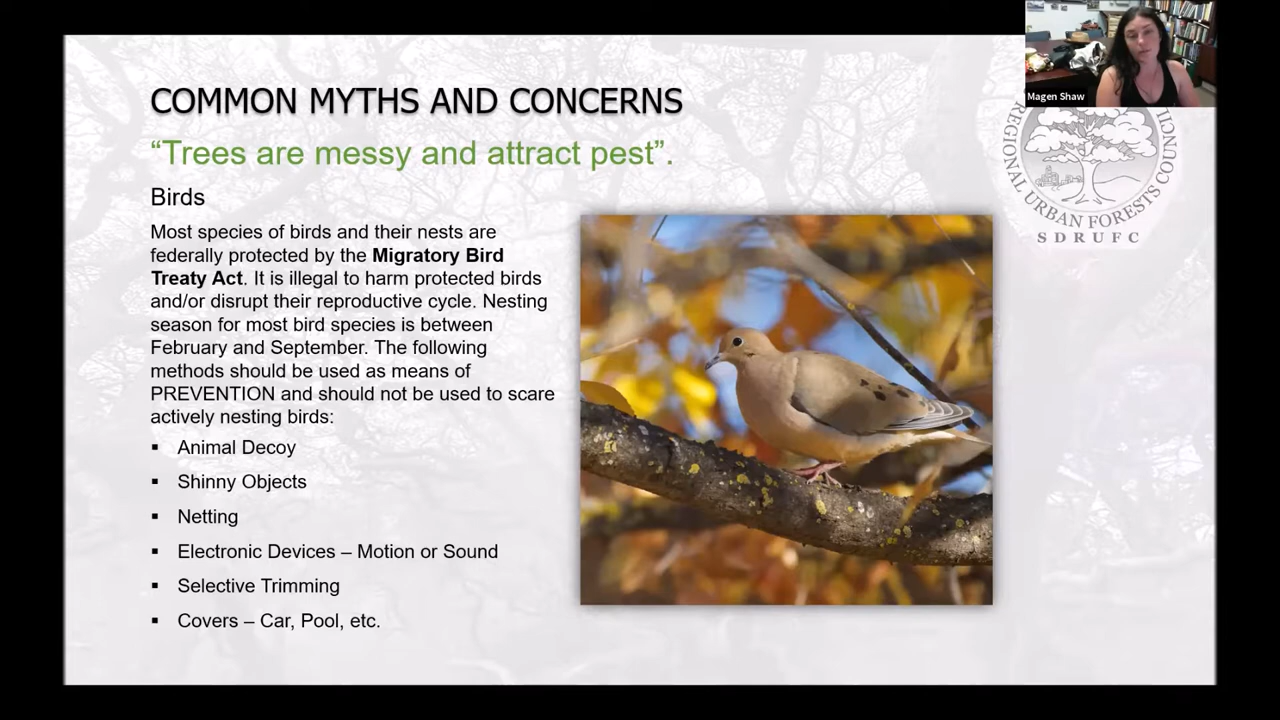 Magen Shaw
COMMON MYTHS AND CONCERNS
“Trees are messy and attract pest”.
REGIONAL URBAN FORESTS COUNCIL
SDRUFC
Birds
Most species of birds and their nests are
federally protected by the Migratory Bird
Treaty Act. It is illegal to harm protected birds
and/or disrupt their reproductive cycle. Nesting
season for most bird species is between
February and September. The following
methods should be used as means of
PREVENTION and should not be used to scare
actively nesting birds:
▪ Animal Decoy
▪ Shinny Objects
▪ Netting
▪ Electronic Devices – Motion or Sound
▪ Selective Trimming
▪ Covers – Car, Pool, etc.